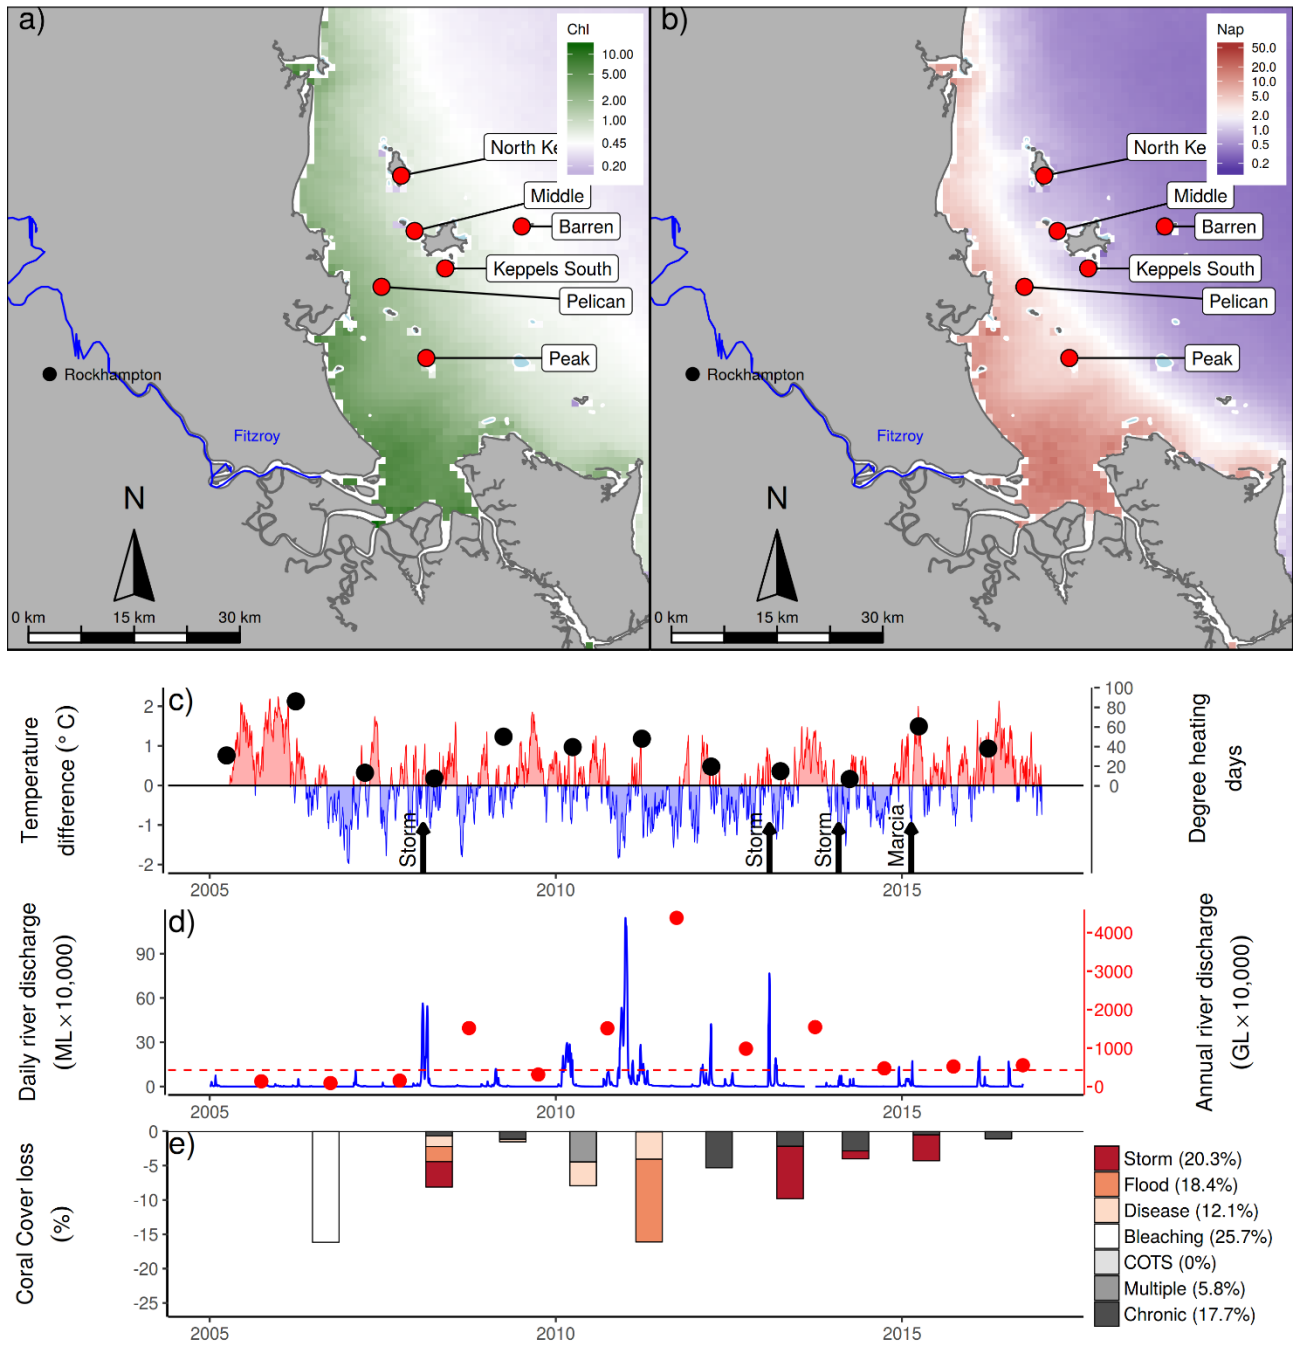 a)
Chl
10.00
5.00
2.00
1.00
0.45
0.20
North Ke
Middle
Barren
Keppels South
Pelican
Peak
Rockhampton
Fitzroy
N
0 km 15 km 30 km
b)
Nap
50.0
20.0
10.0
5.0
2.0
1.0
0.5
0.2
North Ke
Middle
Barren
Keppels South
Pelican
Peak
Rockhampton
Fitzroy
N
0 km 15 km 30 km
c)
Temperature
difference (° C)
2
1
0
-1
-2
Storm
Storm
Storm
Marcia
100
80
60
40
20
0
Degree heating
days
2005 2010 2015
d)
Daily river discharge
(ML×10,000)
90
60
30
0
4000
3000
2000
1000
0
Annual river discharge
(GL×10,000)
2005 2010 2015
e)
Coral Cover loss
(%)
0
-5
-10
-15
-20
-25
2005 2010 2015
Storm (20.3%)
Flood (18.4%)
Disease (12.1%)
Bleaching (25.7%)
COTS (0%)
Multiple (5.8%)
Chronic (17.7%)